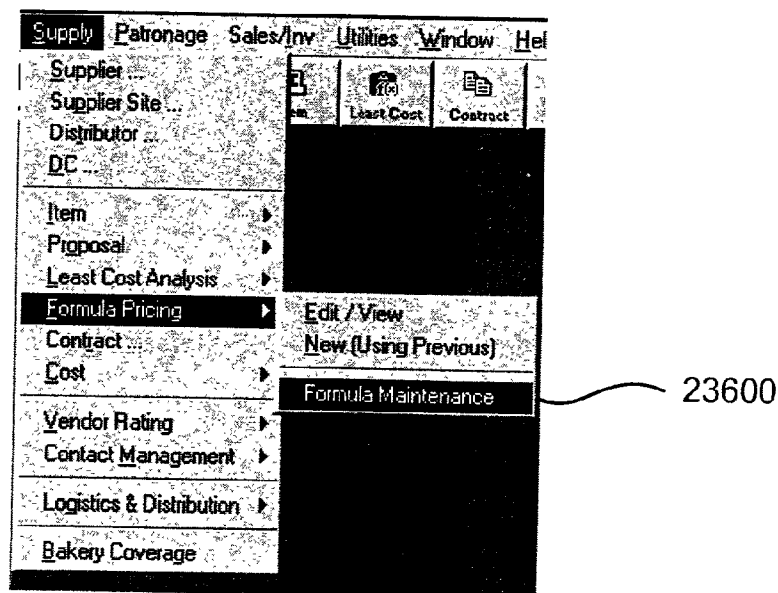 Supply Patronage Sales/Inv Utilities Window Hel
Supplier ...
Supplier Site ...
Distributor ...
DC ...
Least Cost
Contract
Item
Proposal
Least Cost Analysis
Formula Pricing
Contract ...
Cost
Vendor Rating
Contact Management
Logistics & Distribution
Bakery Coverage
Edit / View
New (Using Previous)
Formula Maintenance
23600